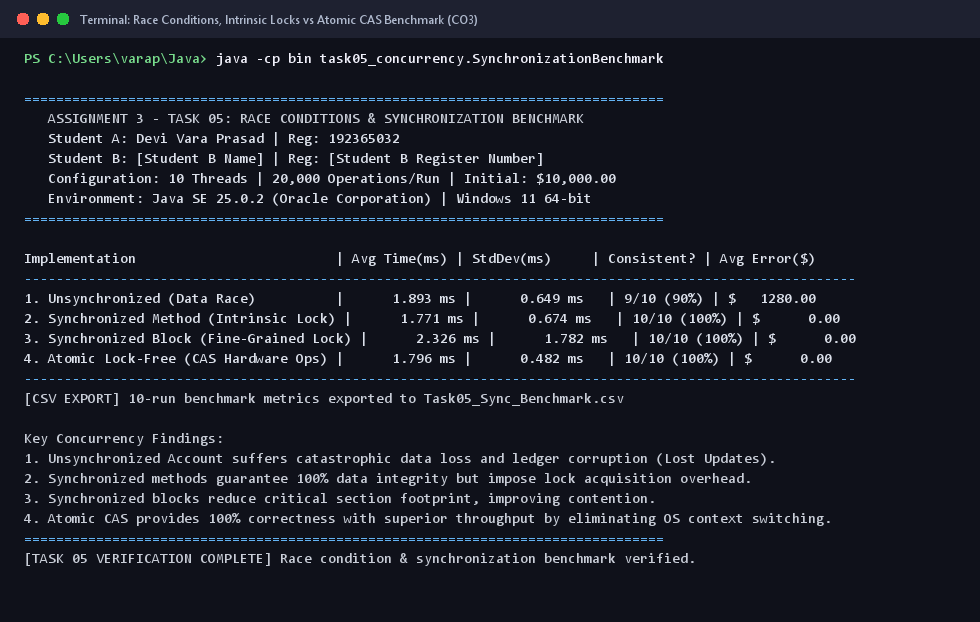 Terminal: Race Conditions, Intrinsic Locks vs Atomic CAS Benchmark (CO3)
PS C:\Users\varap\Java> java -cp bin task05_concurrency.SynchronizationBenchmark
================================================================================
ASSIGNMENT 3 - TASK 05: RACE CONDITIONS & SYNCHRONIZATION BENCHMARK
Student A: Devi Vara Prasad | Reg: 192365032
Student B: [Student B Name] | Reg: [Student B Register Number]
Configuration: 10 Threads | 20,000 Operations/Run | Initial: $10,000.00
Environment: Java SE 25.0.2 (Oracle Corporation) | Windows 11 64-bit
================================================================================
Implementation | Avg Time(ms) | StdDev(ms) | Consistent? | Avg Error($)
--------------------------------------------------------------------------------------------------------
1. Unsynchronized (Data Race) | 1.893 ms | 0.649 ms | 9/10 (90%) | $ 1280.00
2. Synchronized Method (Intrinsic Lock) | 1.771 ms | 0.674 ms | 10/10 (100%) | $ 0.00
3. Synchronized Block (Fine-Grained Lock) | 2.326 ms | 1.782 ms | 10/10 (100%) | $ 0.00
4. Atomic Lock-Free (CAS Hardware Ops) | 1.796 ms | 0.482 ms | 10/10 (100%) | $ 0.00
--------------------------------------------------------------------------------------------------------
[CSV EXPORT] 10-run benchmark metrics exported to Task05_Sync_Benchmark.csv
Key Concurrency Findings:
1. Unsynchronized Account suffers catastrophic data loss and ledger corruption (Lost Updates).
2. Synchronized methods guarantee 100% data integrity but impose lock acquisition overhead.
3. Synchronized blocks reduce critical section footprint, improving contention.
4. Atomic CAS provides 100% correctness with superior throughput by eliminating OS context switching.
================================================================================
[TASK 05 VERIFICATION COMPLETE] Race condition & synchronization benchmark verified.